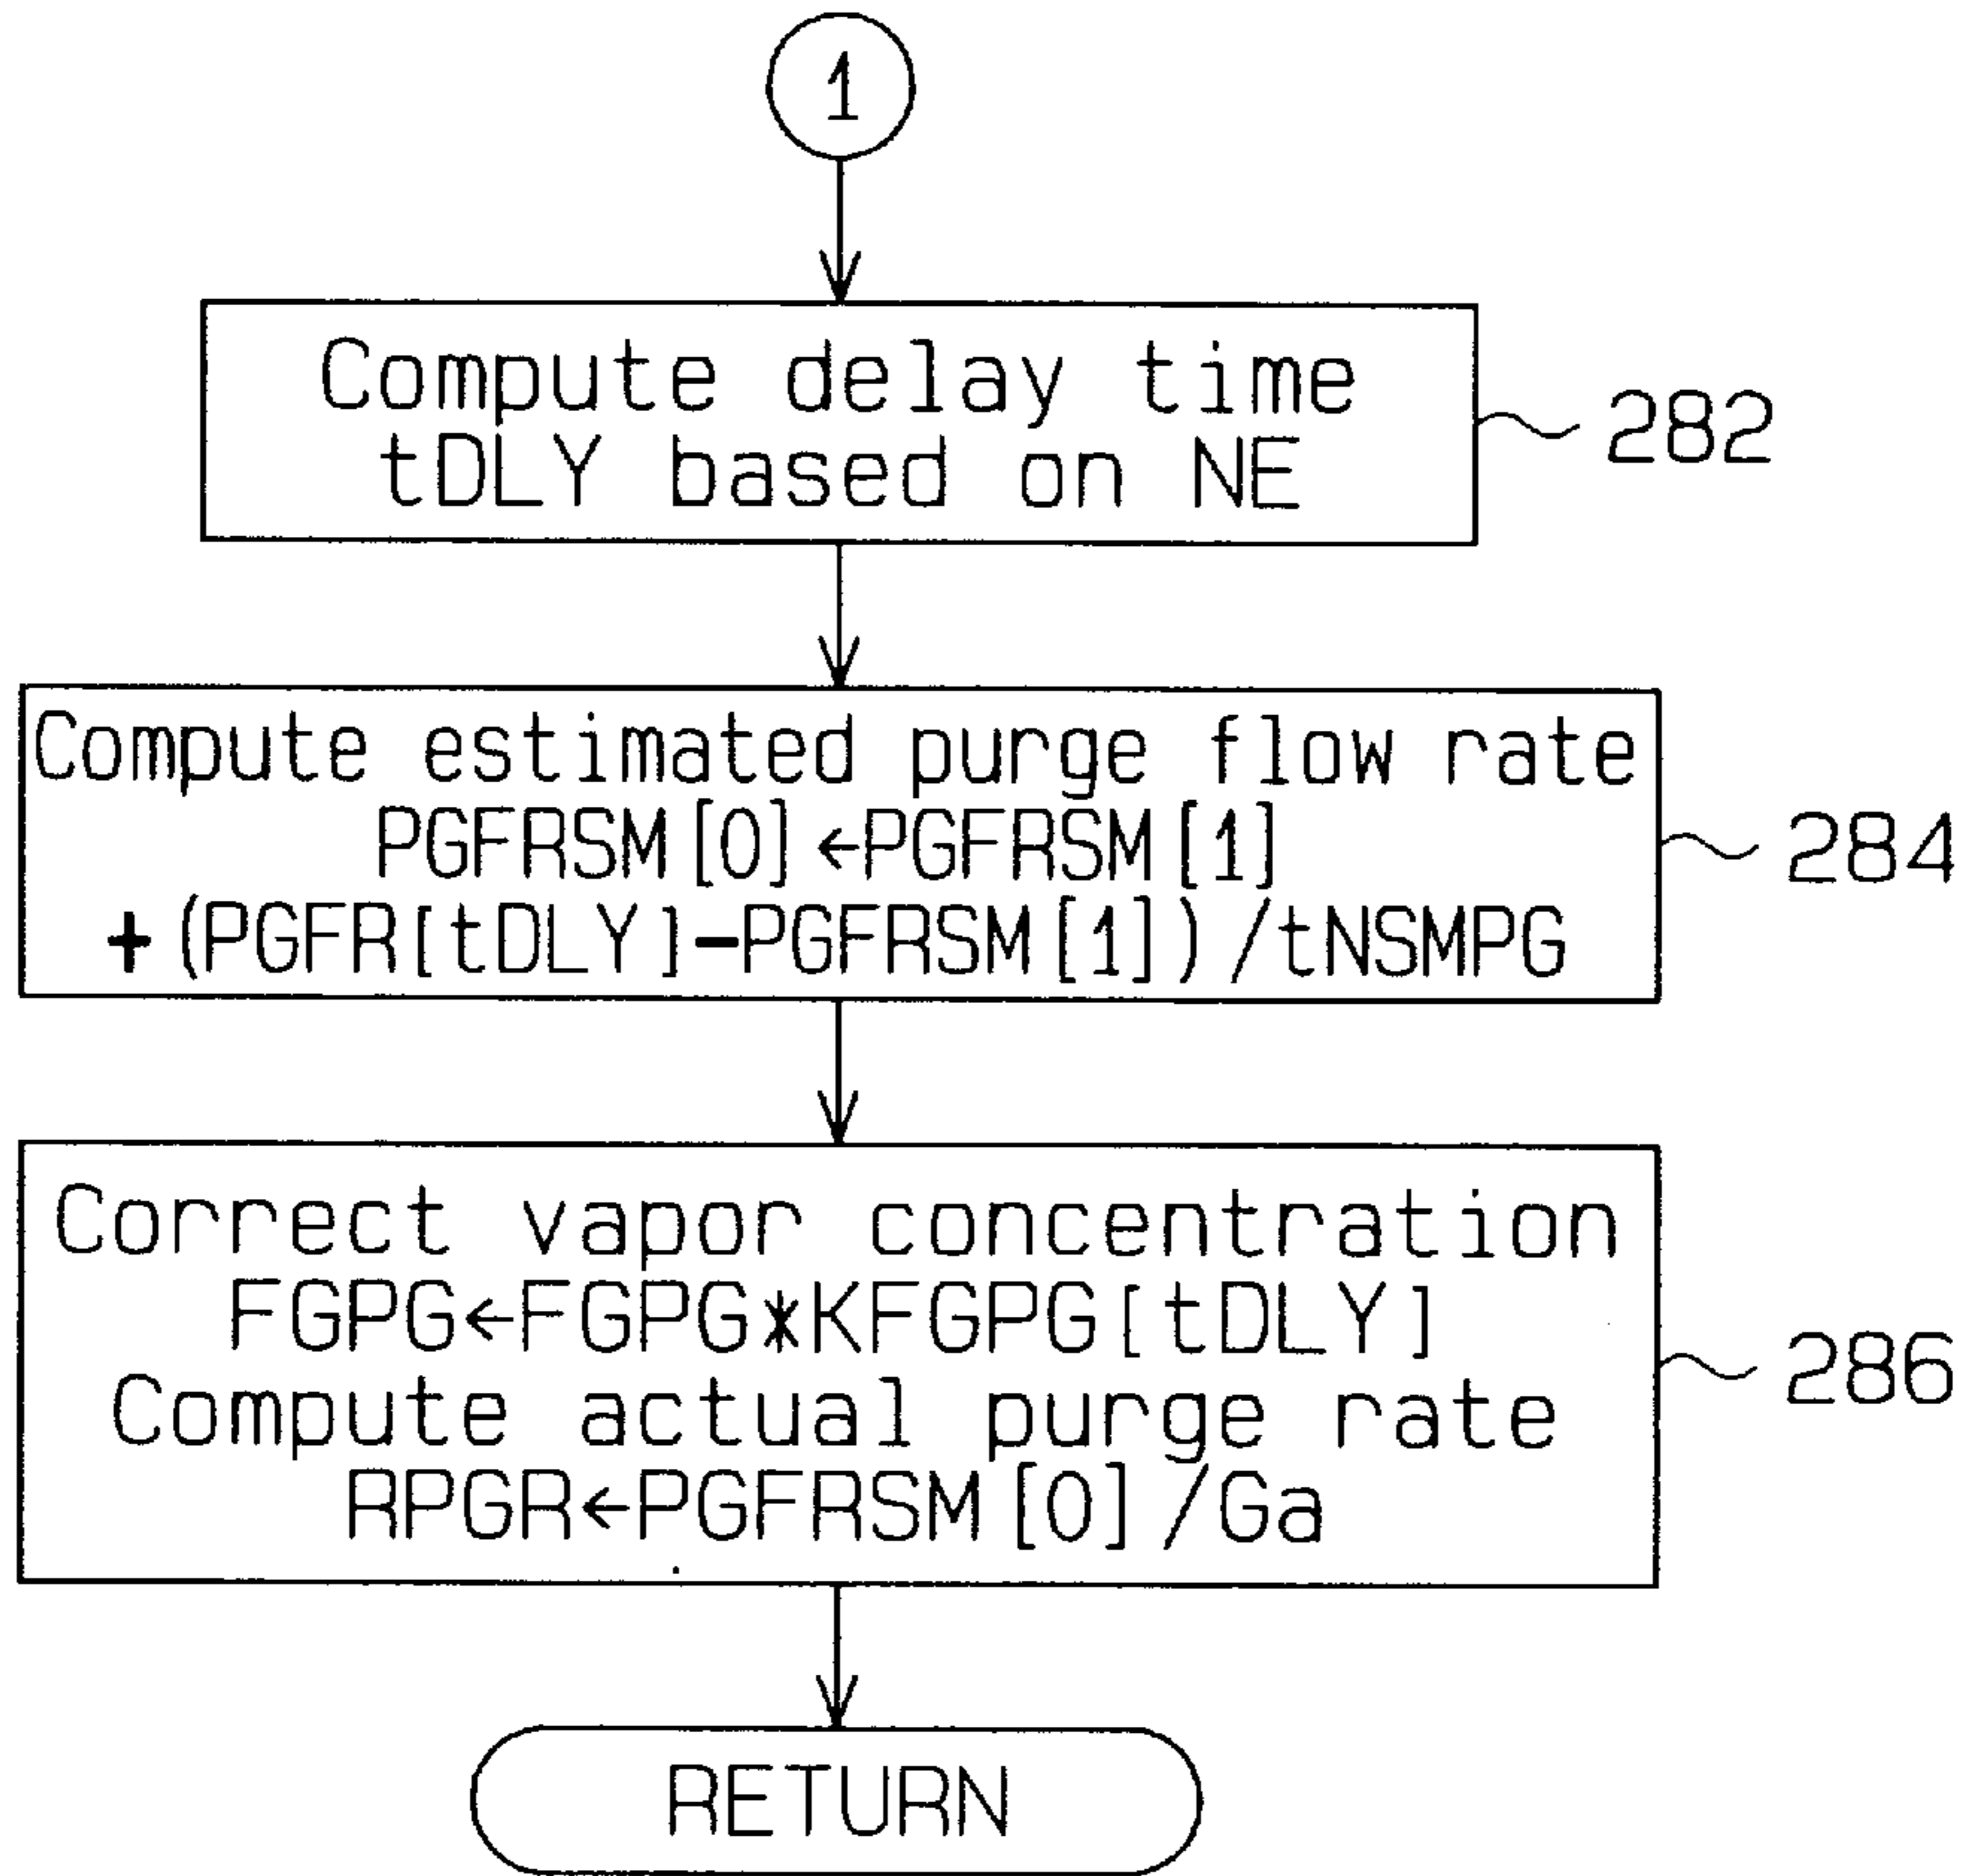 1
Compute delay time
tDLY based on NE
282
Compute estimated purge flow rate
PGFRSM[0]←PGFRSM[1]
+(PGFR[tDLY]-PGFRSM[1])/tNSMPG
284
Correct vapor concentration
FGPG←FGPG*KFGPG[tDLY]
Compute actual purge rate
RPGR←PGFRSM[0]/Ga
286
RETURN